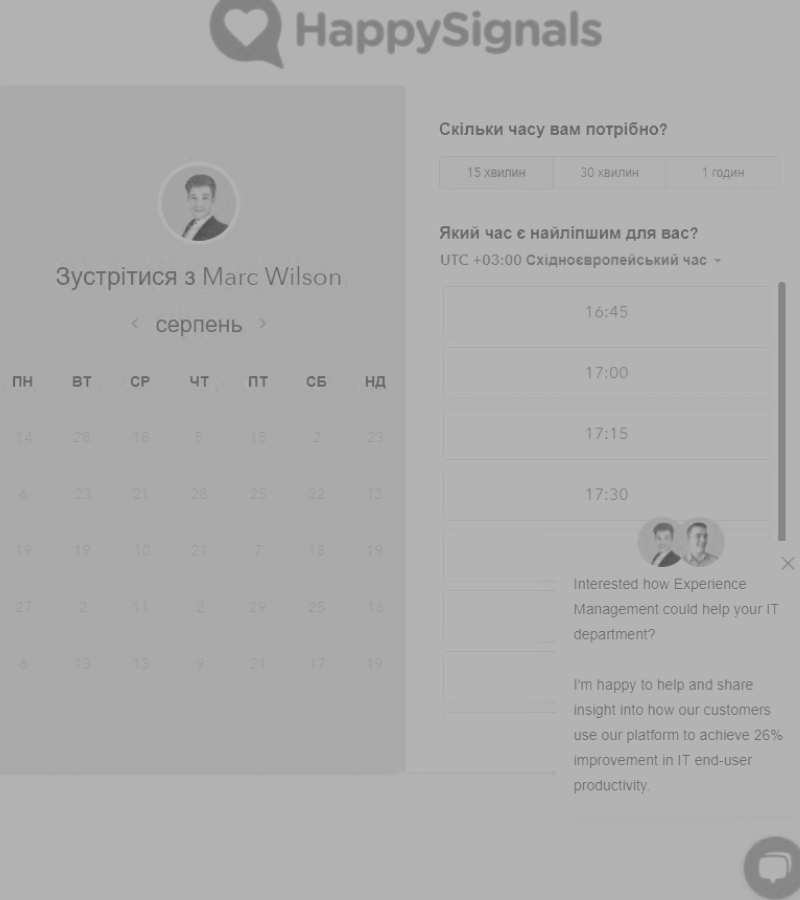 HappySignals
Зустрітися з Marc Wilson
серпень
ПН ВТ СР ЧТ ПТ СБ НД
14 28 18 5 15 2 23
6 23 21 28 25 22 13
19 19 10 21 7 18 19
27 2 11 2 29 25 16
6 13 13 9 21 17 19
Скільки часу вам потрібно?
15 хвилин 30 хвилин 1 годин
Який час є найліпшим для вас?
UTC +03:00 Східноєвропейський час
16:45
17:00
17:15
17:30
Interested how Experience
Management could help your IT
department?
I'm happy to help and share
insight into how our customers
use our platform to achieve 26%
improvement in IT end-user
productivity.